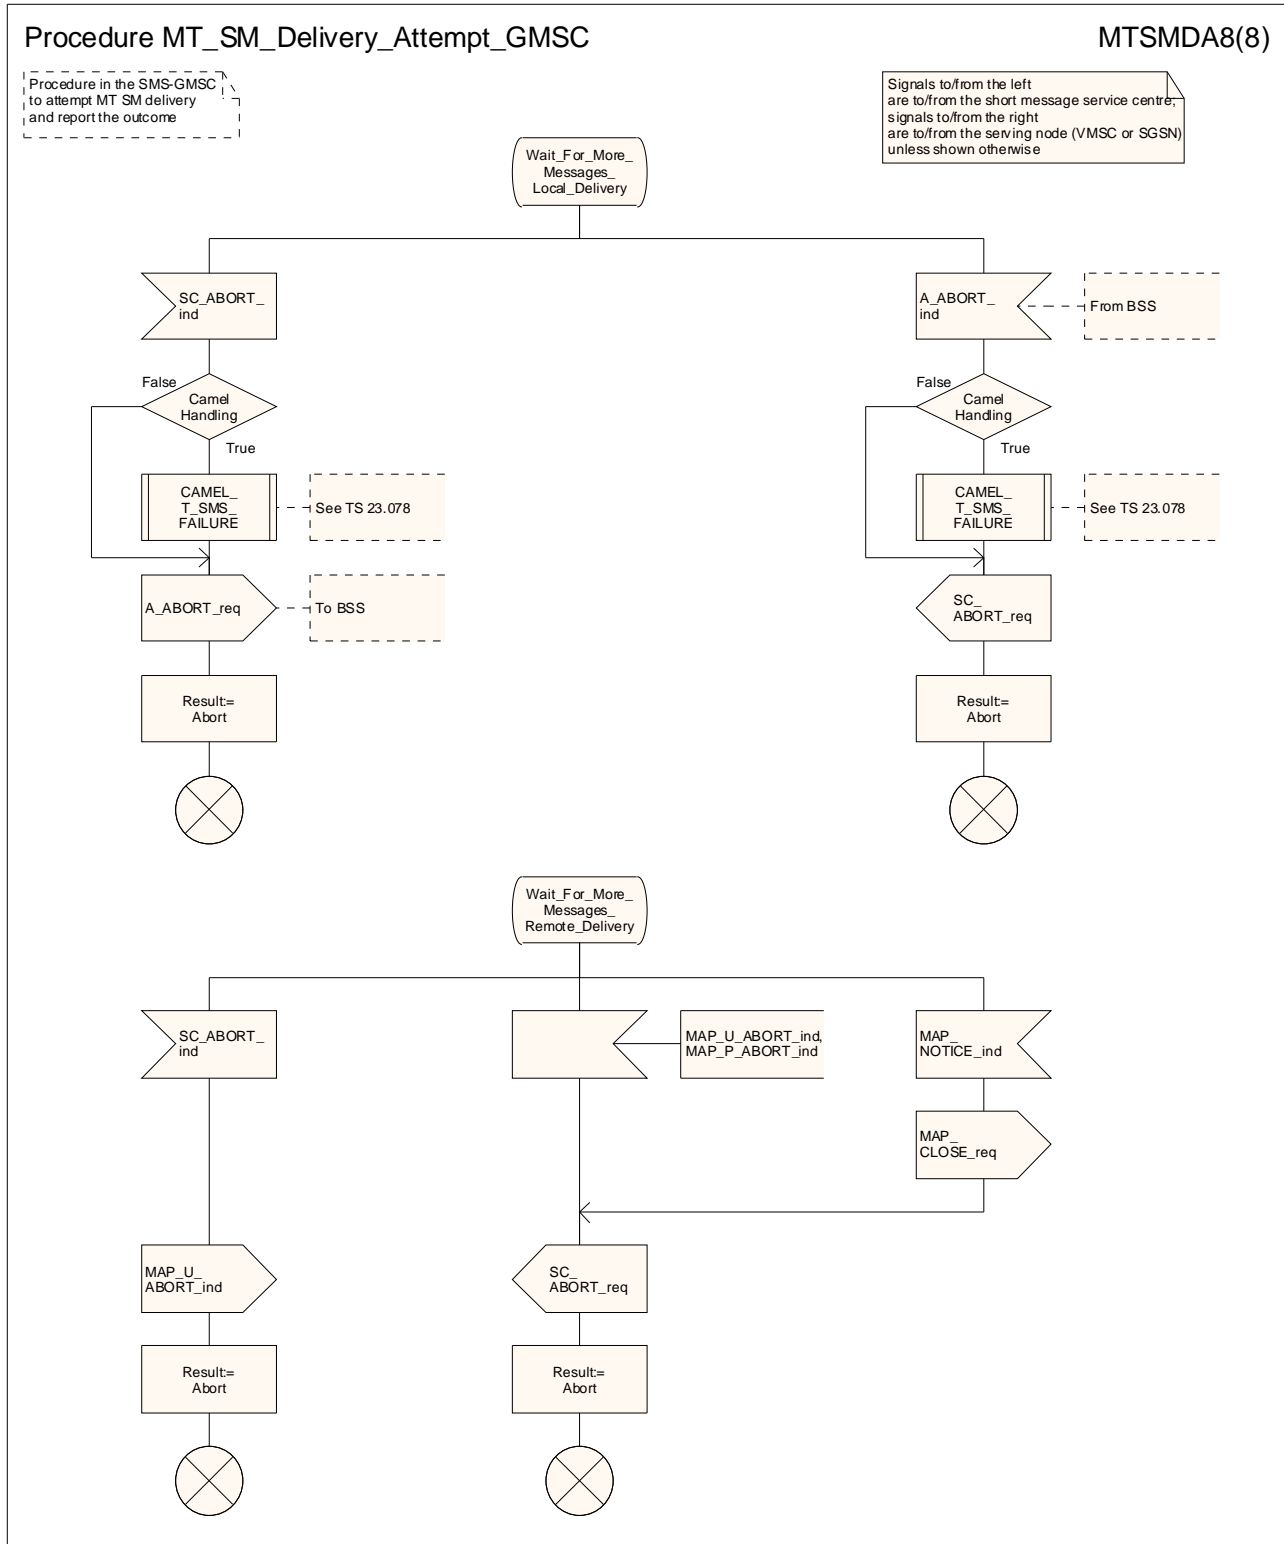 Procedure MT_SM_Delivery_Attempt_GMSC
MTSMDA8(8)
Procedure in the SMS-GMSC
to attempt MT SM delivery
and report the outcome
Signals to/from the left
are to/from the short message service centre;
signals to/from the right
are to/from the serving node (VMSC or SGSN)
unless shown otherwise
Wait_For_More_
Messages_
Local_Delivery
SC_ABORT_
ind
A_ABORT_
ind
From BSS
False
Camel
Handling
True
False
Camel
Handling
True
CAMEL_
T_SMS_
FAILURE
See TS 23.078
CAMEL_
T_SMS_
FAILURE
See TS 23.078
A_ABORT_req
To BSS
SC_
ABORT_req
Result:=
Abort
Result:=
Abort
Wait_For_More_
Messages_
Remote_Delivery
SC_ABORT_
ind
MAP_U_ABORT_ind,
MAP_P_ABORT_ind
MAP_
NOTICE_ind
MAP_
CLOSE_req
MAP_U_
ABORT_ind
SC_
ABORT_req
Result:=
Abort
Result:=
Abort